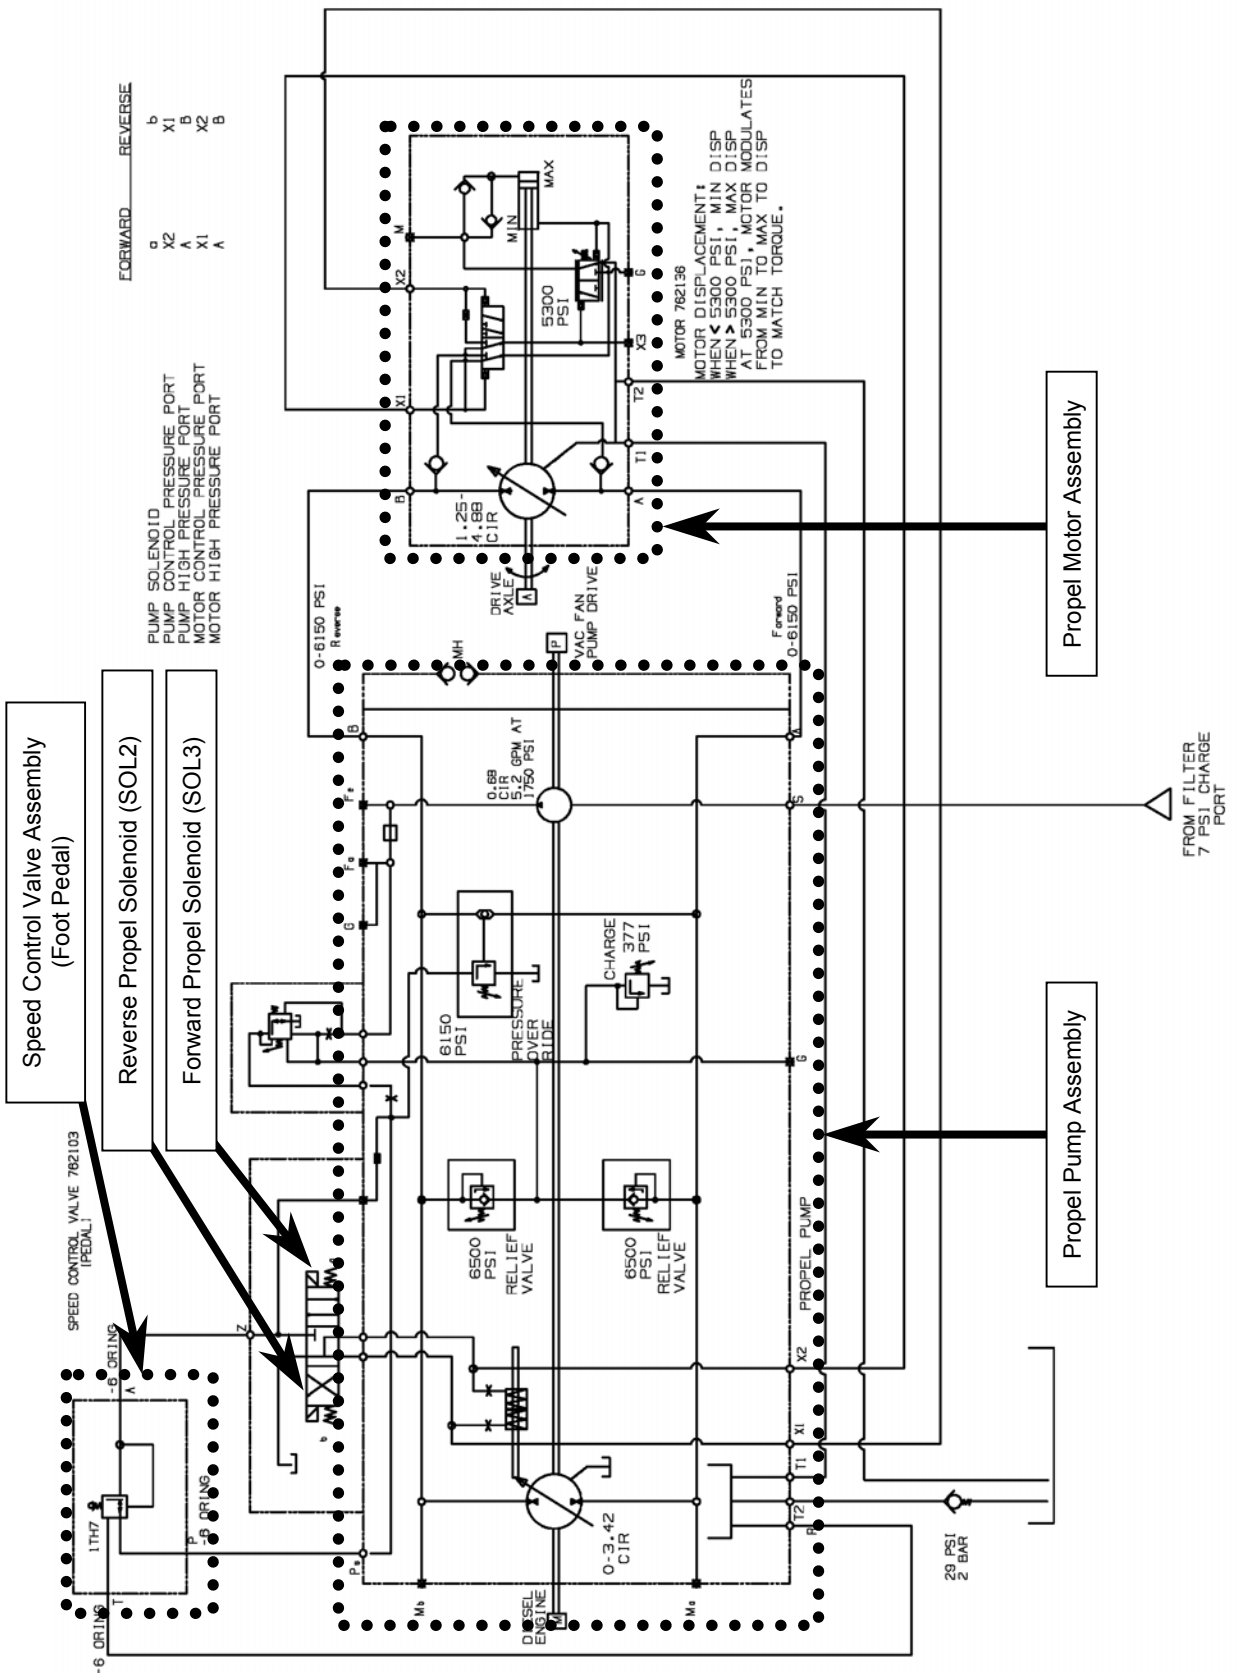 Speed Control Valve Assembly
(Foot Pedal)
Reverse Propel Solenoid (SOL2)
Forward Propel Solenoid (SOL3)
FORWARD REVERSE
PUMP SOLENOID a b
PUMP CONTROL PRESSURE PORT X2 X1
PUMP HIGH PRESSURE PORT A B
MOTOR CONTROL PRESSURE PORT X1 X2
MOTOR HIGH PRESSURE PORT A B
SPEED CONTROL VALVE 762103
(PEDAL)
-6 ORING
A
1TH7
P
-6 ORING
T
-6 ORING
Z
a
b
0-6150 PSI
Reverse
B
Fe
Fa
G
Ps
Mb
MH
VAC FAN
PUMP DRIVE
P
0.68
CIR
5.2 GPM AT
1750 PSI
6150
PSI
PRESSURE
OVER
RIDE
CHARGE
377
PSI
6500
PSI
RELIEF
VALVE
6500
PSI
RELIEF
VALVE
0-3.42
CIR
DIESEL
ENGINE
M
Ma
Forward
0-6150 PSI
A
S
G
PROPEL PUMP
X2
X1
T1
T2
R
29 PSI
2 BAR
FROM FILTER
7 PSI CHARGE
PORT
Propel Pump Assembly
DRIVE
AXLE
A
1.25-
4.88
CIR
B
X1
X2
M
MIN
MAX
5300
PSI
A
T1
T2
X3
G
MOTOR 762136
MOTOR DISPLACEMENT:
WHEN < 5300 PSI, MIN DISP
WHEN > 5300 PSI, MAX DISP
AT 5300 PSI, MOTOR MODULATES
FROM MIN TO MAX TO DISP
TO MATCH TORQUE.
Propel Motor Assembly